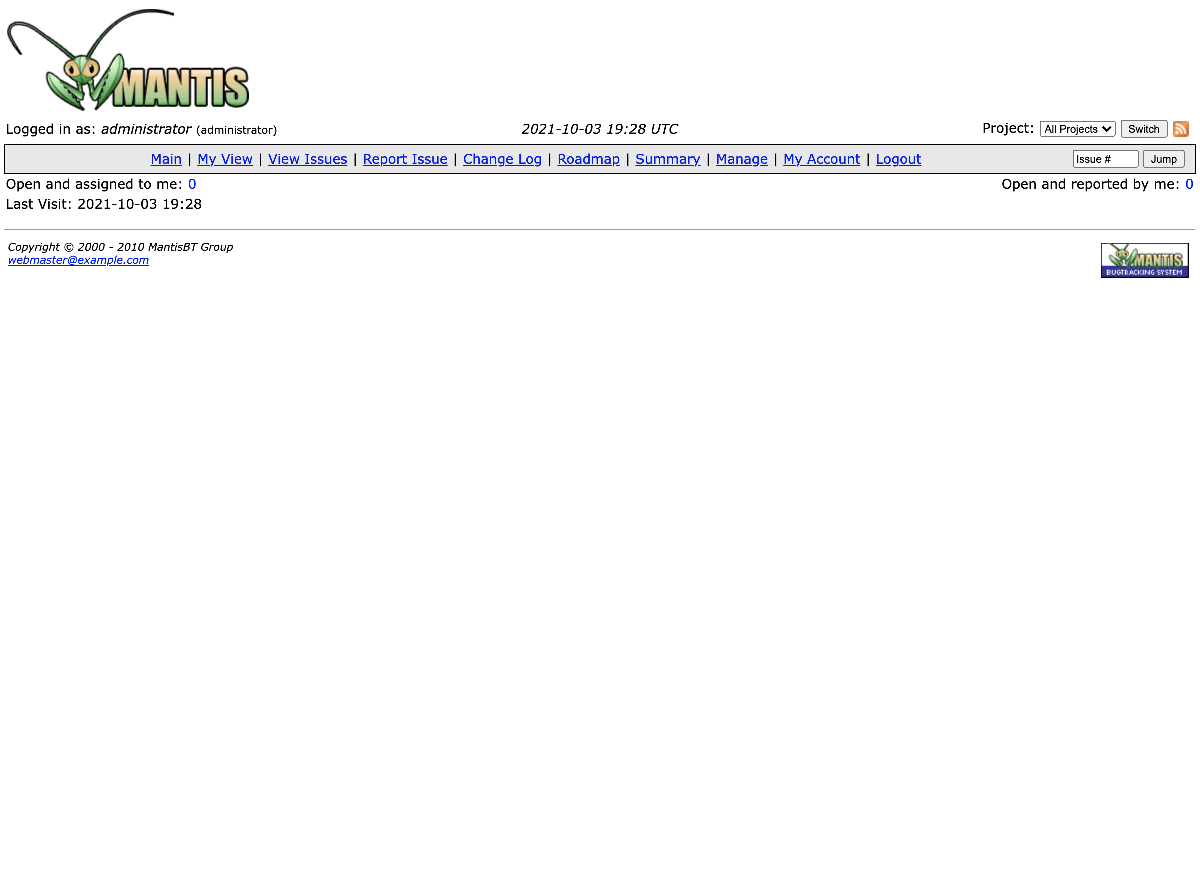 MANTIS
Logged in as: administrator (administrator)
2021-10-03 19:28 UTC
Project: All Projects Switch
Main | My View | View Issues | Report Issue | Change Log | Roadmap | Summary | Manage | My Account | Logout
Issue # Jump
Open and assigned to me: 0
Open and reported by me: 0
Last Visit: 2021-10-03 19:28
Copyright © 2000 - 2010 MantisBT Group
webmaster@example.com
MANTIS
BUGTRACKING SYSTEM